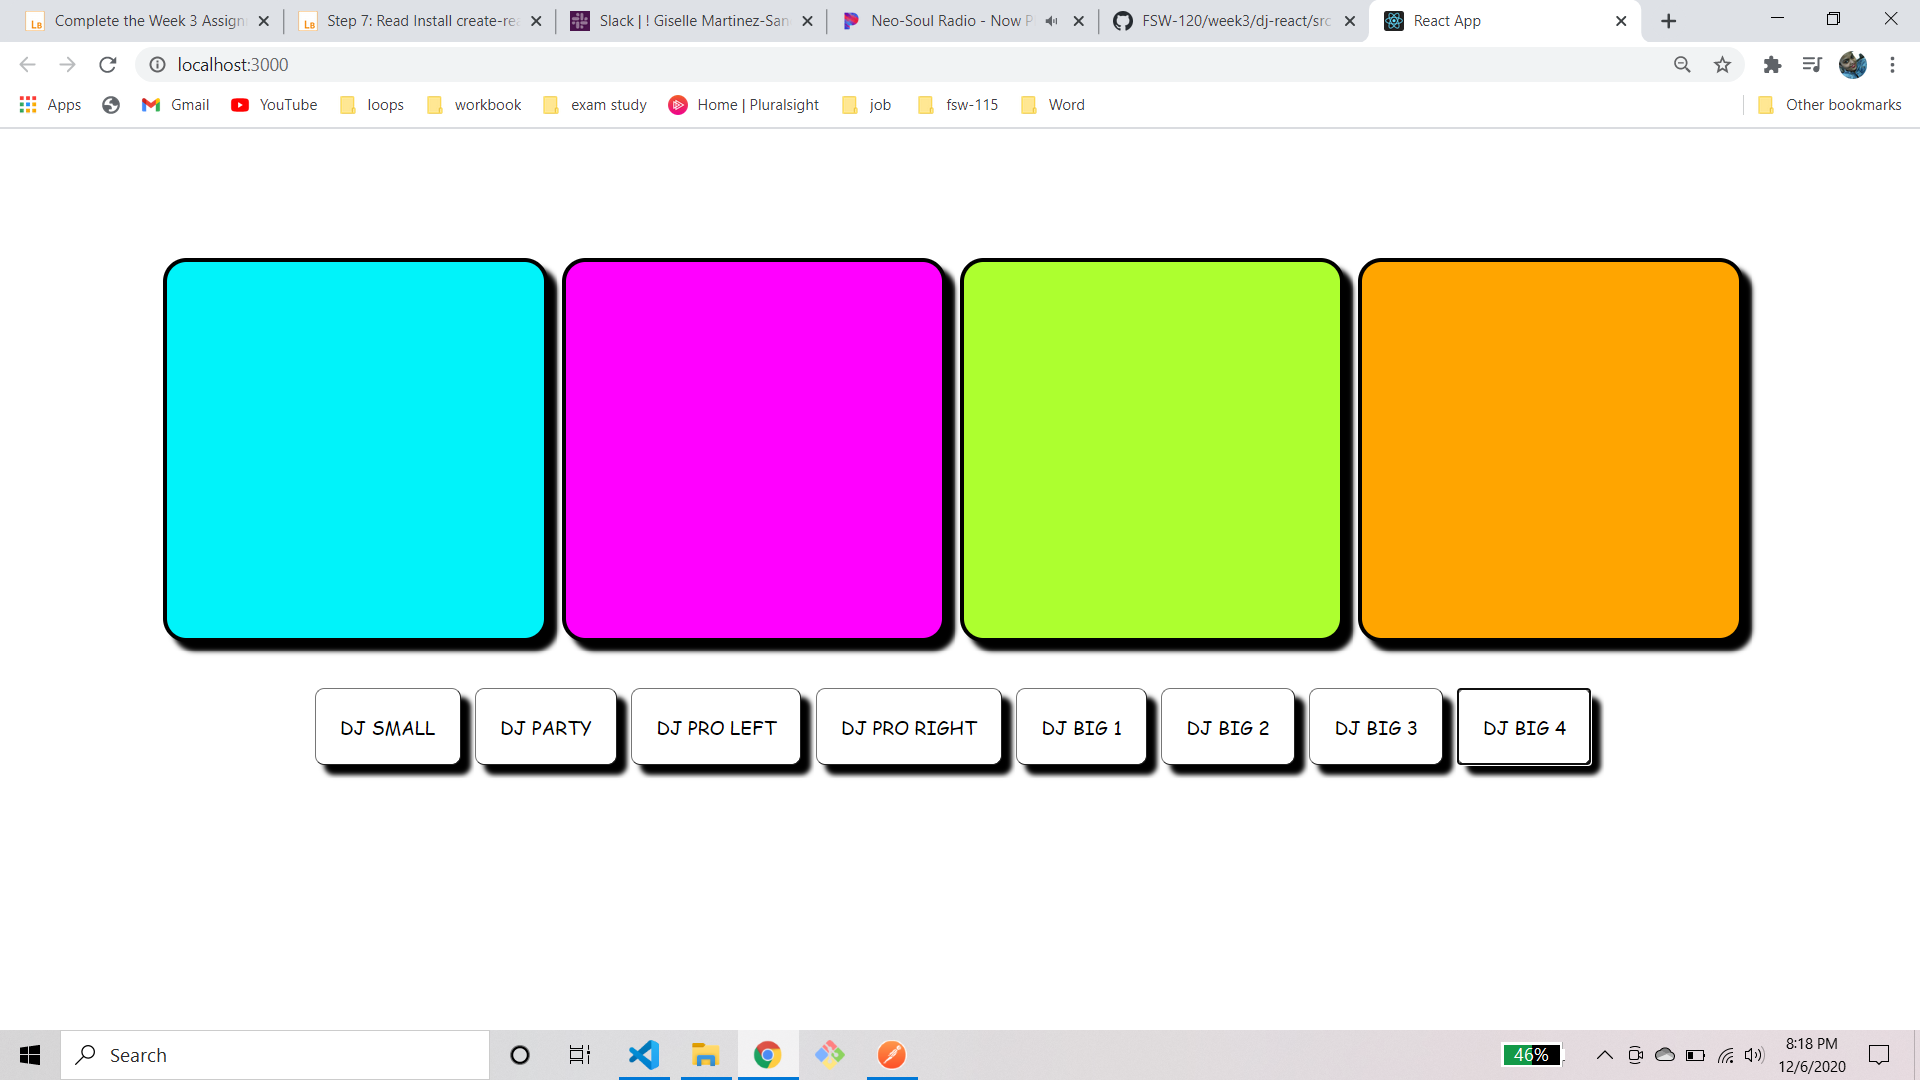 Complete the Week 3 Assign
Step 7: Read Install create-rea
Slack | ! Giselle Martinez-San
Neo-Soul Radio - Now P
FSW-120/week3/dj-react/src
React App
localhost:3000
Apps
Gmail
YouTube
loops
workbook
exam study
Home | Pluralsight
job
fsw-115
Word
Other bookmarks
DJ SMALL
DJ PARTY
DJ PRO LEFT
DJ PRO RIGHT
DJ BIG 1
DJ BIG 2
DJ BIG 3
DJ BIG 4
Search
46%
8:18 PM
12/6/2020